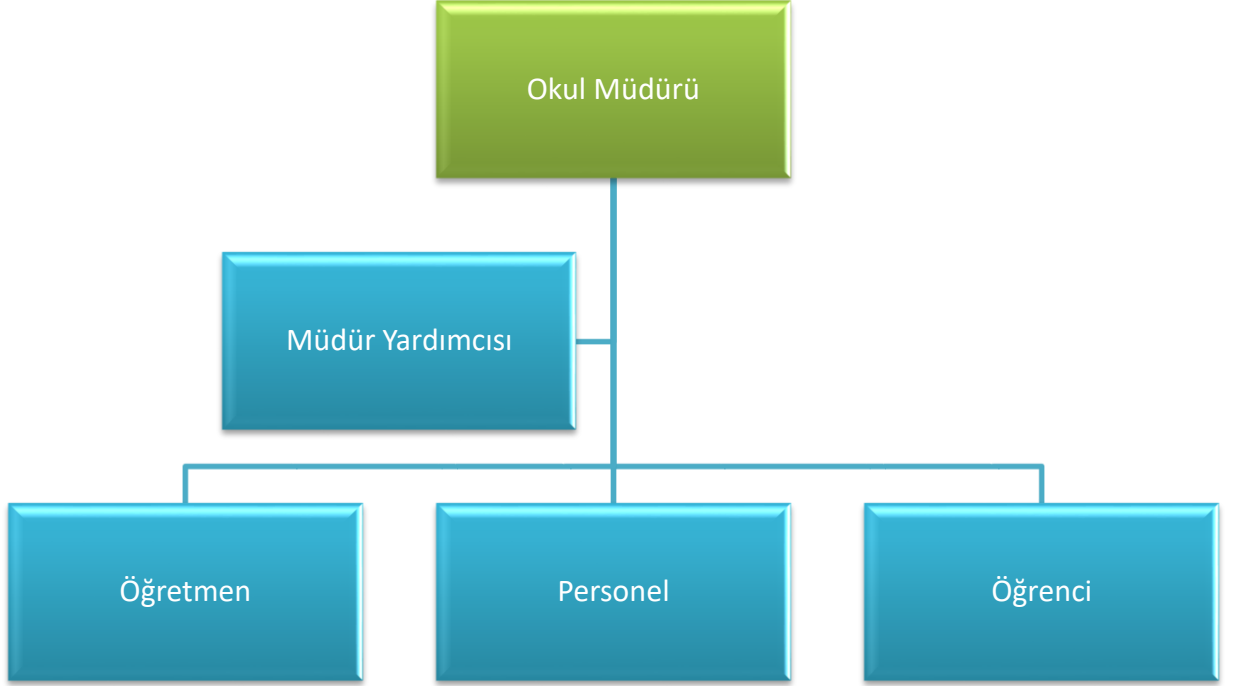 Okul Müdürü
Müdür Yardımcısı
Öğretmen
Personel
Öğrenci